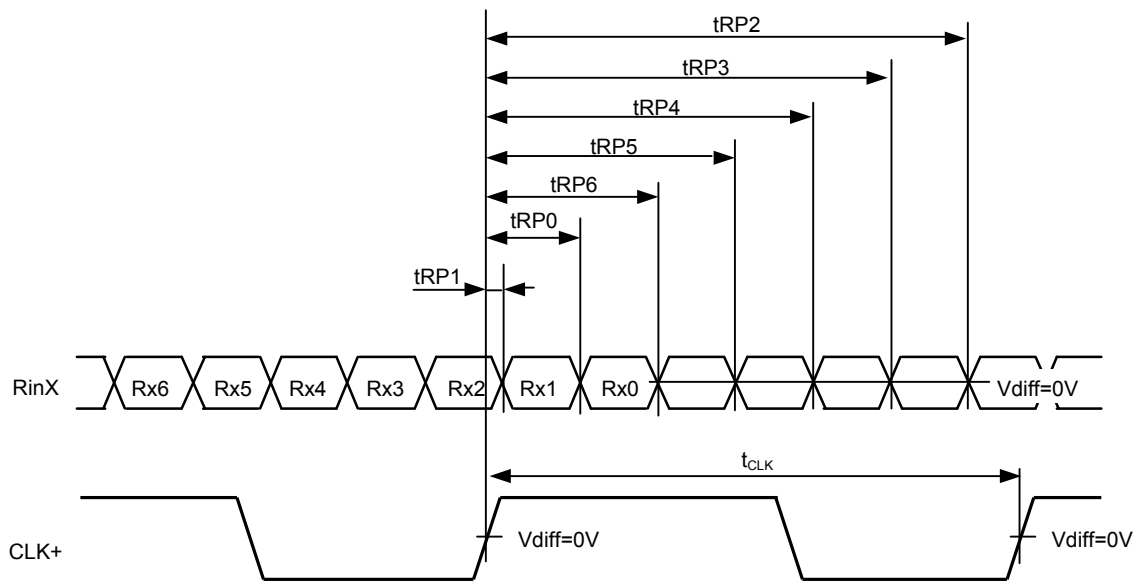 tRP2
tRP3
tRP4
tRP5
tRP6
tRP0
tRP1
RinX Rx6 Rx5 Rx4 Rx3 Rx2 Rx1 Rx0 Vdiff=0V
tCLK
CLK+ Vdiff=0V Vdiff=0V